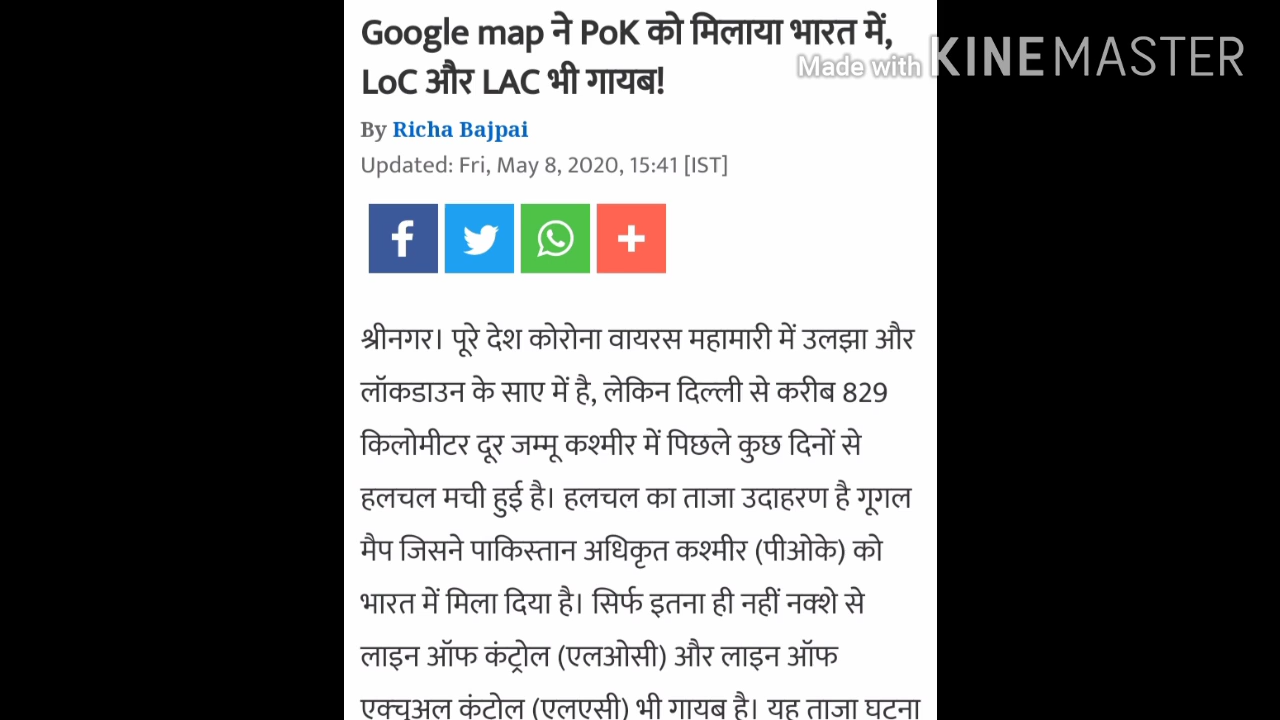 Google map ने PoK को मिलाया भारत में,
LoC और LAC भी गायब!
Made with KINEMASTER
By Richa Bajpai
Updated: Fri, May 8, 2020, 15:41 [IST]
श्रीनगर। पूरे देश कोरोना वायरस महामारी में उलझा और
लॉकडाउन के साए में है, लेकिन दिल्ली से करीब 829
किलोमीटर दूर जम्मू कश्मीर में पिछले कुछ दिनों से
हलचल मची हुई है। हलचल का ताजा उदाहरण है गूगल
मैप जिसने पाकिस्तान अधिकृत कश्मीर (पीओके) को
भारत में मिला दिया है। सिर्फ इतना ही नहीं नक्शे से
लाइन ऑफ कंट्रोल (एलओसी) और लाइन ऑफ
एक्चुअल कंट्रोल (एलएसी) भी गायब है। यह ताजा घटना